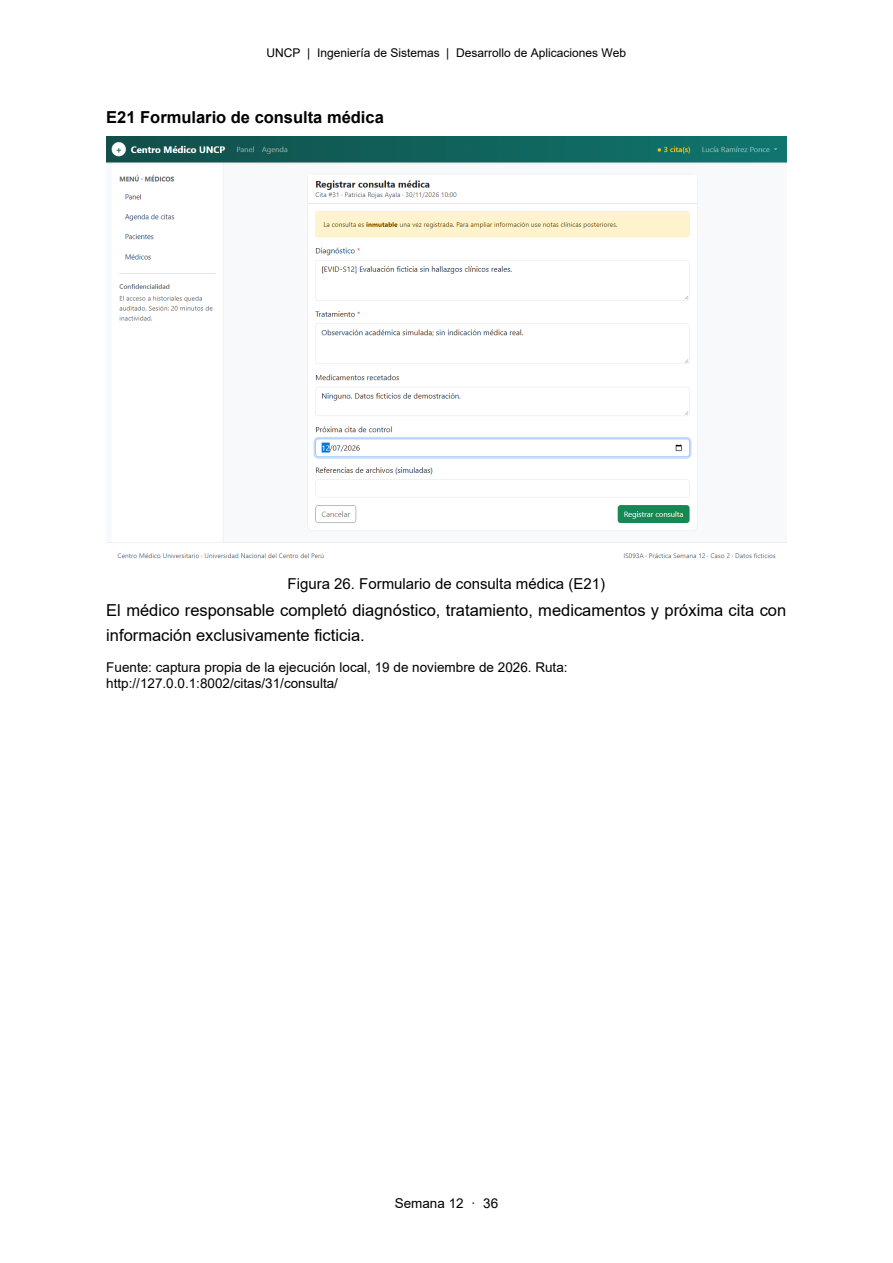 UNCP | Ingeniería de Sistemas | Desarrollo de Aplicaciones Web
E21 Formulario de consulta médica
+ Centro Médico UNCP Panel Agenda 3 cita(s) Lucía Ramírez Ponce
MENÚ · MÉDICOS
Panel
Agenda de citas
Pacientes
Médicos
Confidencialidad
El acceso a historiales queda
auditado. Sesión: 20 minutos de
inactividad.
Registrar consulta médica
Cita #31 · Patricia Rojas Ayala · 30/11/2026 10:00
La consulta es inmutable una vez registrada. Para ampliar información use notas clínicas posteriores.
Diagnóstico *
[EVID-S12] Evaluación ficticia sin hallazgos clínicos reales.
Tratamiento *
Observación académica simulada; sin indicación médica real.
Medicamentos recetados
Ninguno. Datos ficticios de demostración.
Próxima cita de control
12/07/2026
Referencias de archivos (simuladas)
Cancelar Registrar consulta
Centro Médico Universitario · Universidad Nacional del Centro del Perú IS093A · Práctica Semana 12 · Caso 2 · Datos ficticios
Figura 26. Formulario de consulta médica (E21)
El médico responsable completó diagnóstico, tratamiento, medicamentos y próxima cita con
información exclusivamente ficticia.
Fuente: captura propia de la ejecución local, 19 de noviembre de 2026. Ruta:
http://127.0.0.1:8002/citas/31/consulta/
Semana 12 · 36